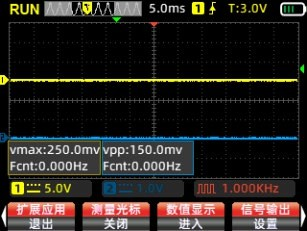 RUN 5.0ms 1 T:3.0V
1
2
vmax:250.0mv vpp:150.0mv
Fcnt:0.000Hz Fcnt:0.000Hz
1 5.0V 2 1.0V 1.000KHz
扩展应用 测量光标 数值显示 信号输出
退出 关闭 进入 设置